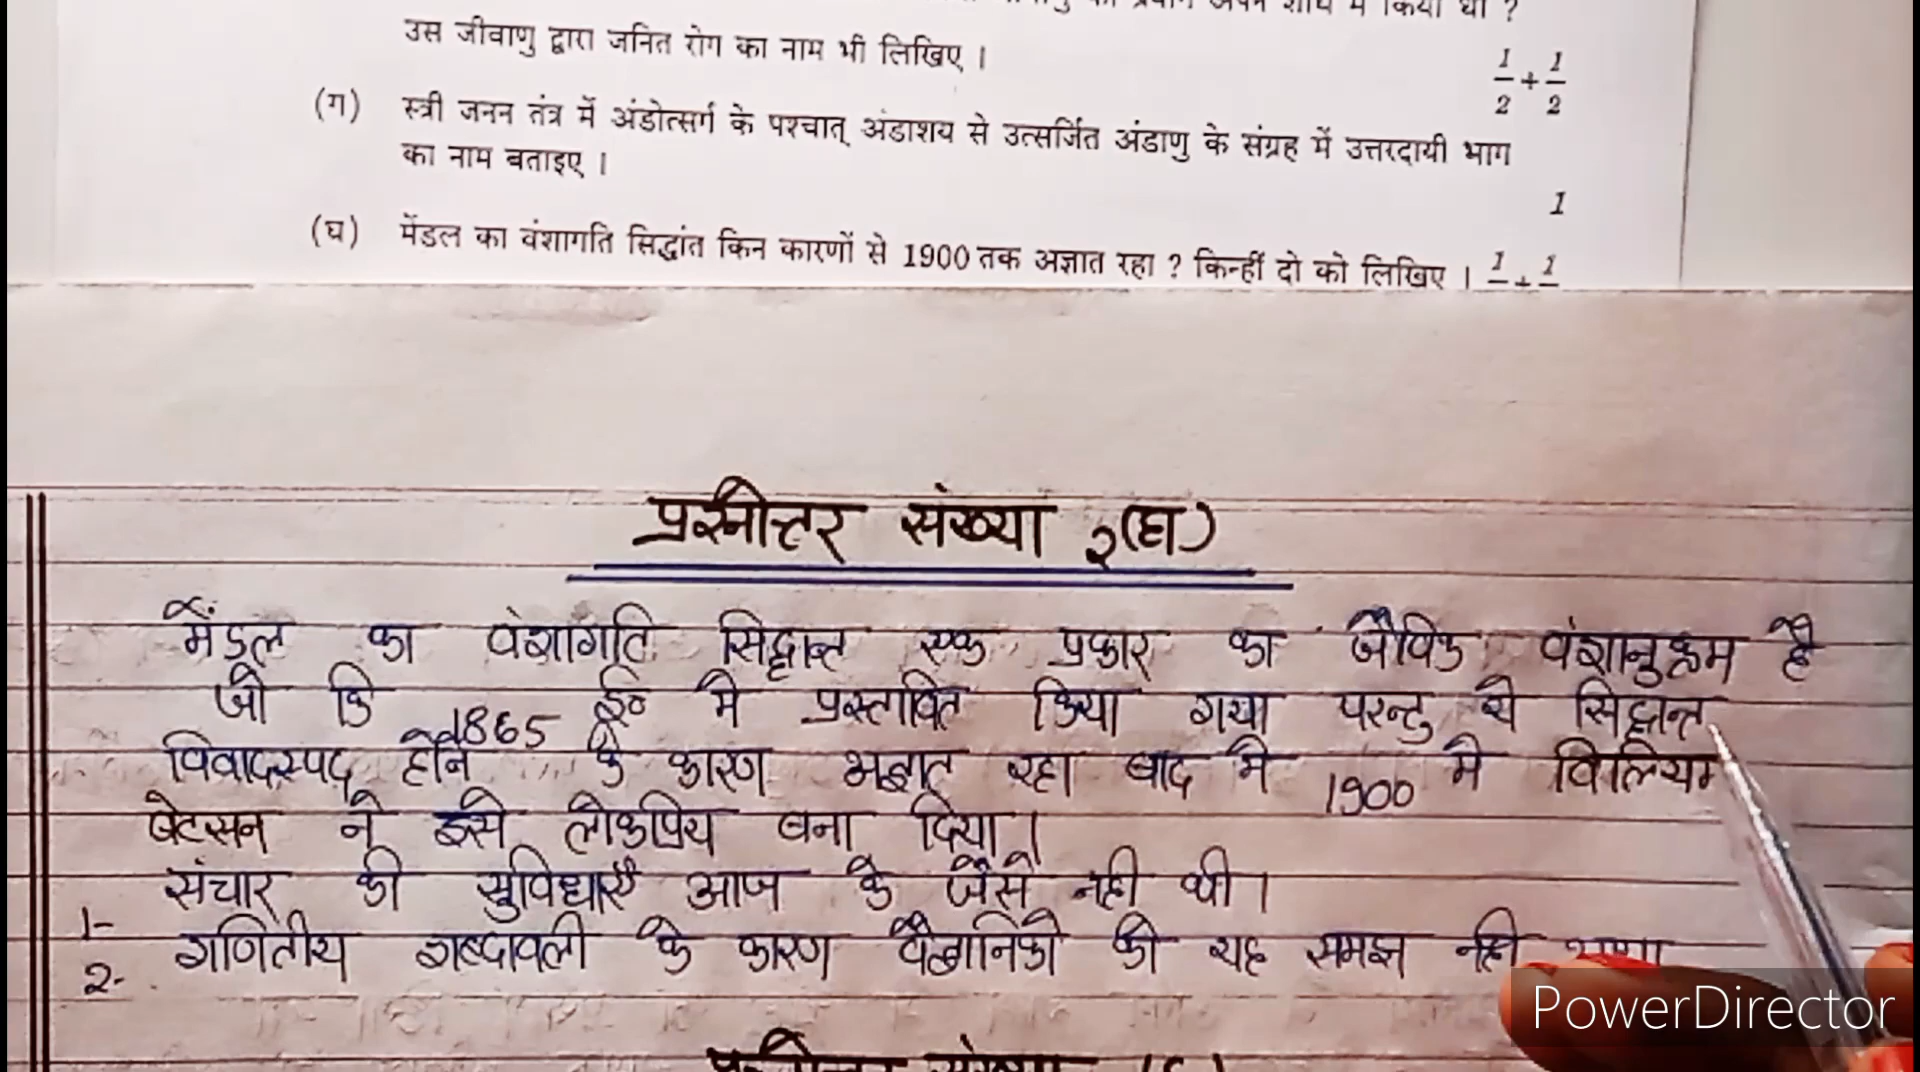 उस जीवाणु द्वारा जनित रोग का नाम भी लिखिए । 1/2 + 1/2
(ग) स्त्री जनन तंत्र में अंडोत्सर्ग के पश्चात् अंडाशय से उत्सर्जित अंडाणु के संग्रह में उत्तरदायी भाग
का नाम बताइए । 1
(घ) मेंडल का वंशागति सिद्धांत किन कारणों से 1900 तक अज्ञात रहा ? किन्हीं दो को लिखिए ।
प्रश्नोत्तर संख्या २(घ)
मेंडल का वंशागति सिद्धान्त एक प्रकार का जैविक वंशानुक्रम है
जो कि 1865 ई० मे प्रस्तावित किया गया परन्तु ये सिद्धान्त
विवादस्पद होने के कारण अज्ञात रहा बाद मे 1900 मे विलियम
बेटसन ने इसे लोकप्रिय बना दिया।
1- संचार की सुविधाएँ आज के जैसे नही थी।
2- गणितीय शब्दावली के कारण वैज्ञानिको को यह समझ नही
PowerDirector